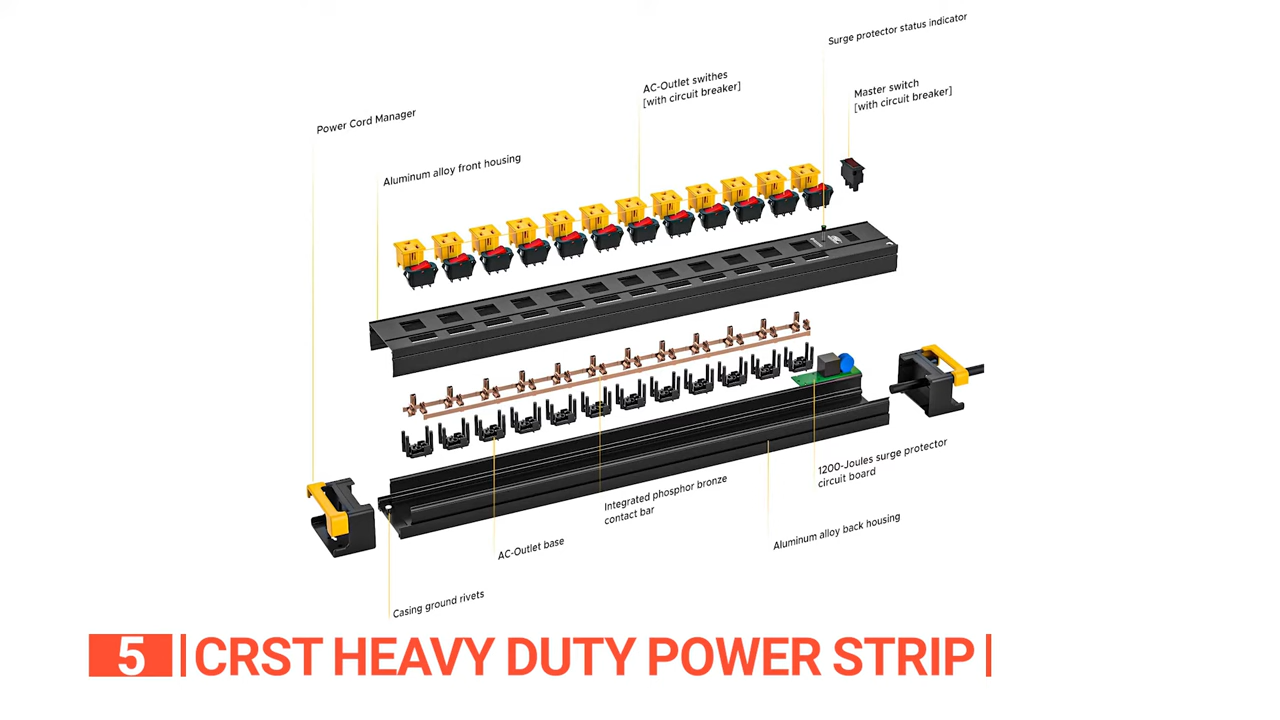 Surge protector status indicator
AC-Outlet swithes
[with circuit breaker]
Master switch
[with circuit breaker]
Power Cord Manager
Aluminum alloy front housing
1200-Joules surge protector
circuit board
Integrated phosphor bronze
contact bar
Aluminum alloy back housing
AC-Outlet base
Casing ground rivets
5 CRST HEAVY DUTY POWER STRIP